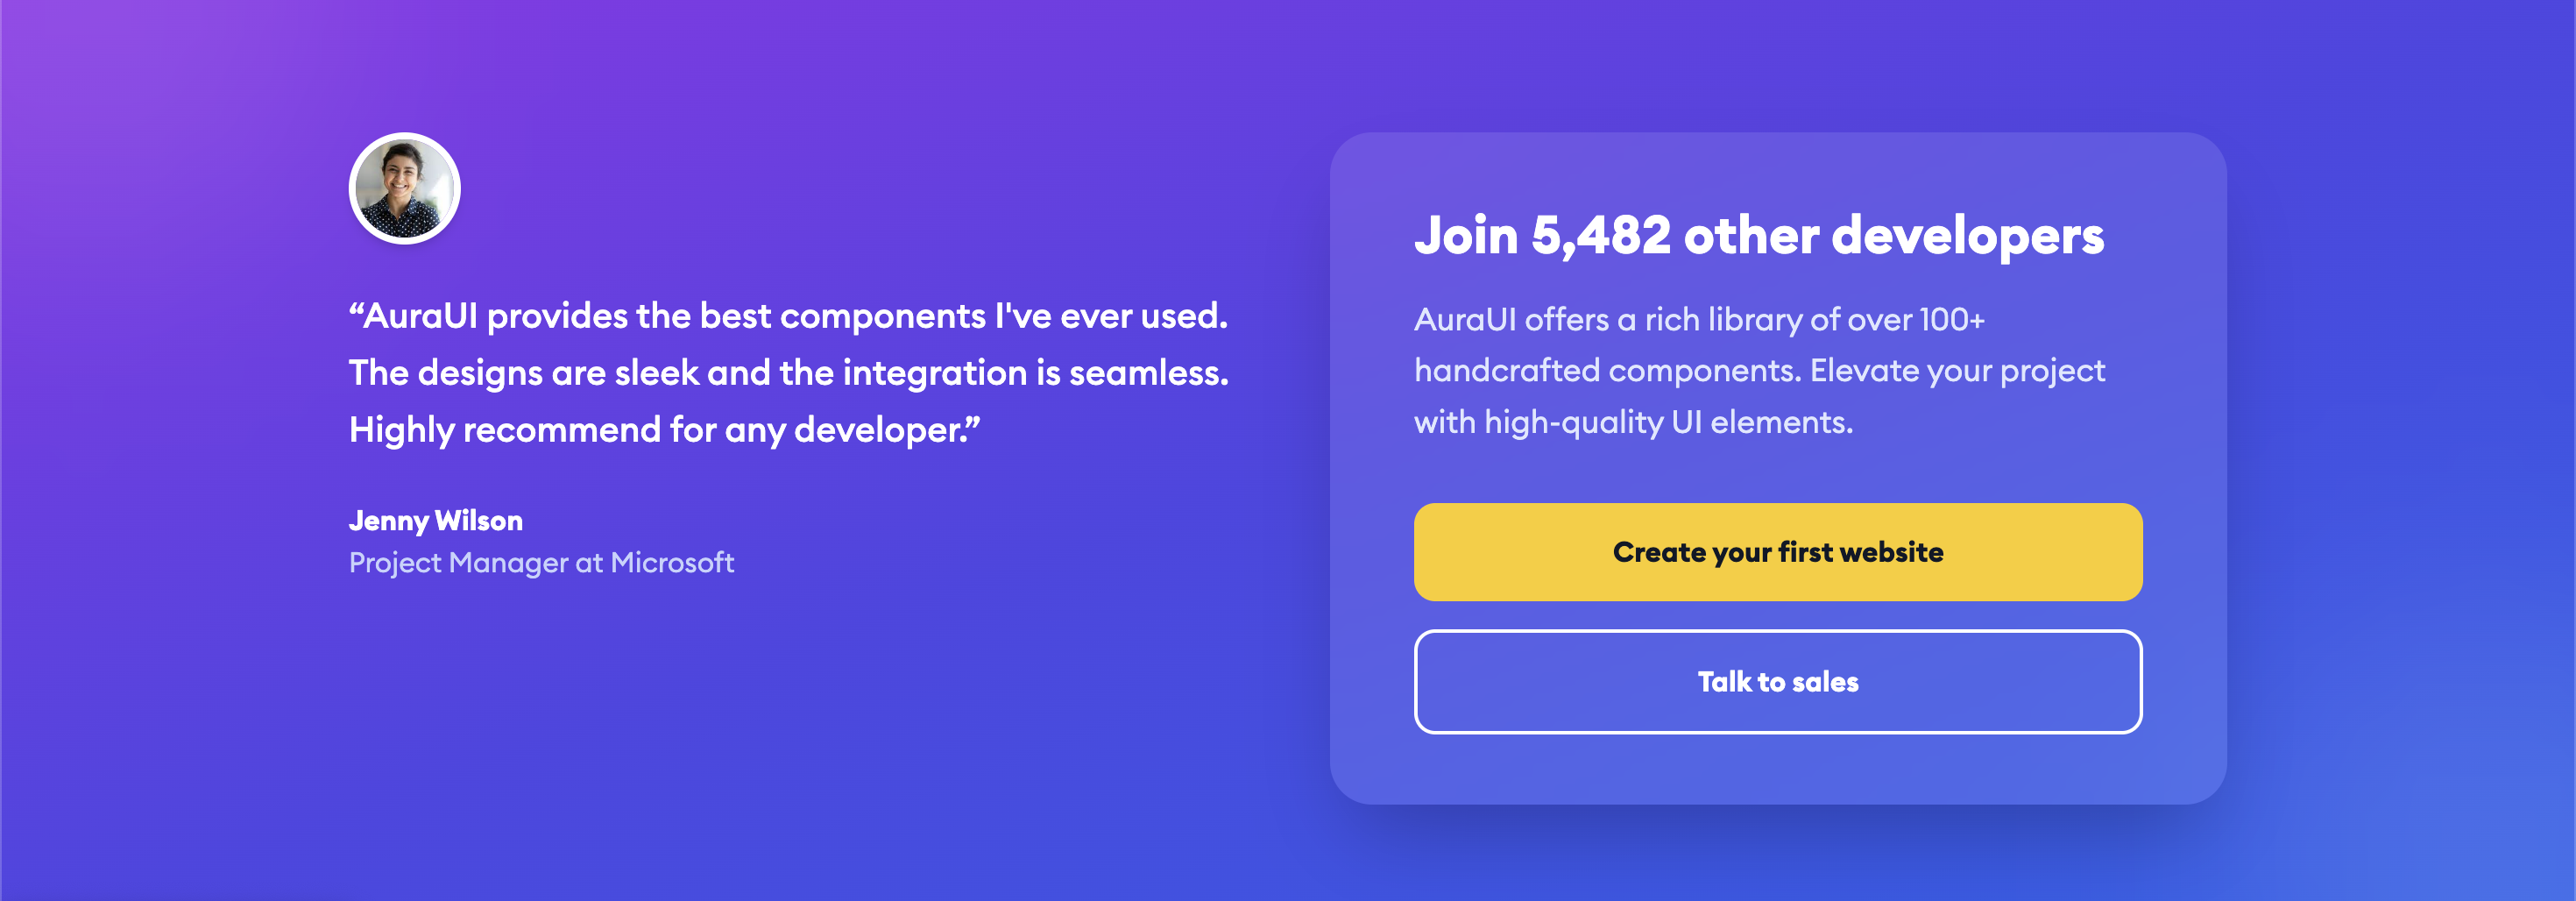 “AuraUI provides the best components I've ever used.
The designs are sleek and the integration is seamless.
Highly recommend for any developer.”
Jenny Wilson
Project Manager at Microsoft
Join 5,482 other developers
AuraUI offers a rich library of over 100+
handcrafted components. Elevate your project
with high-quality UI elements.
Create your first website
Talk to sales